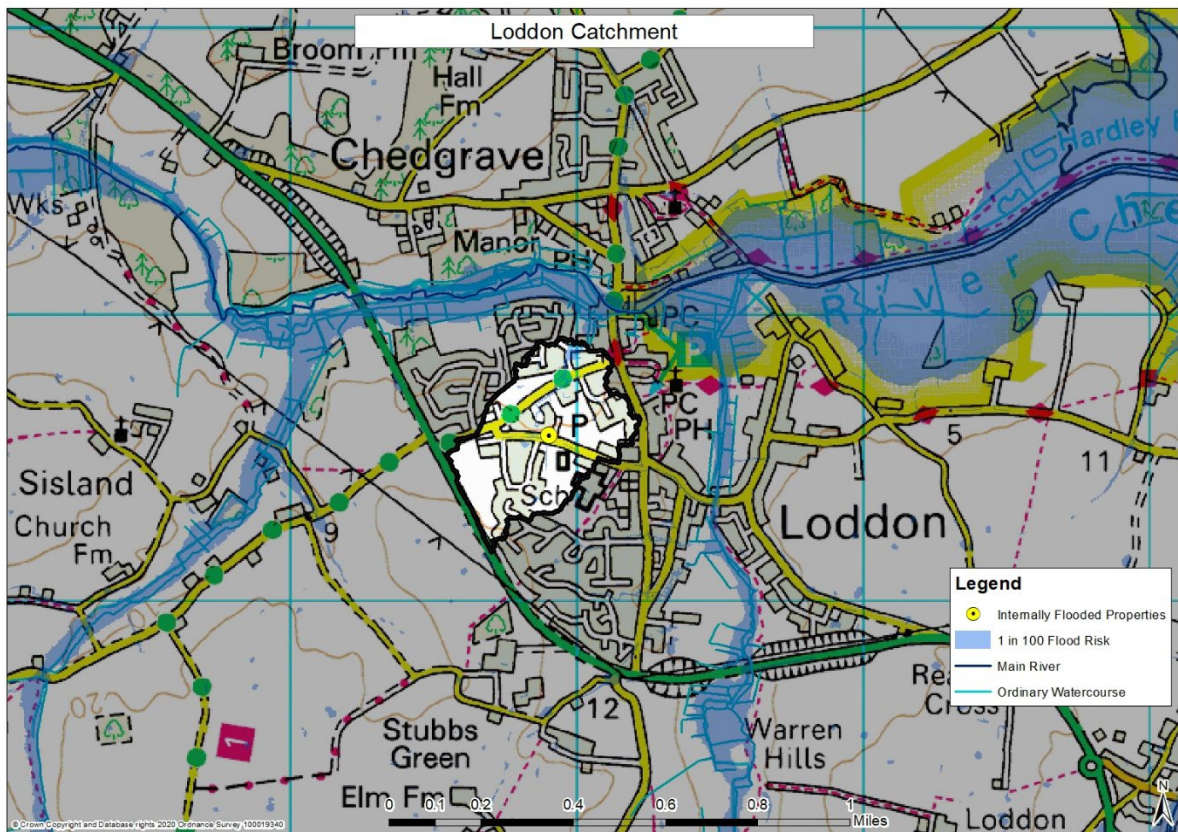 Loddon Catchment
Broom Fm
Hall
Fm
Chedgrave
Hardley
Wks
Manor
PH
River
Che
PC
P
P
PC
PH
5
11
Sisland
Church
Fm
9
Sch
Loddon
20
1
Stubbs
Green
12
Elm Fm
Warren
Hills
Cross
Loddon
Legend
Internally Flooded Properties
1 in 100 Flood Risk
Main River
Ordinary Watercourse
0 0.1 0.2 0.4 0.6 0.8 1
Miles
N
© Crown Copyright and Database rights 2020 Ordnance Survey 100019340